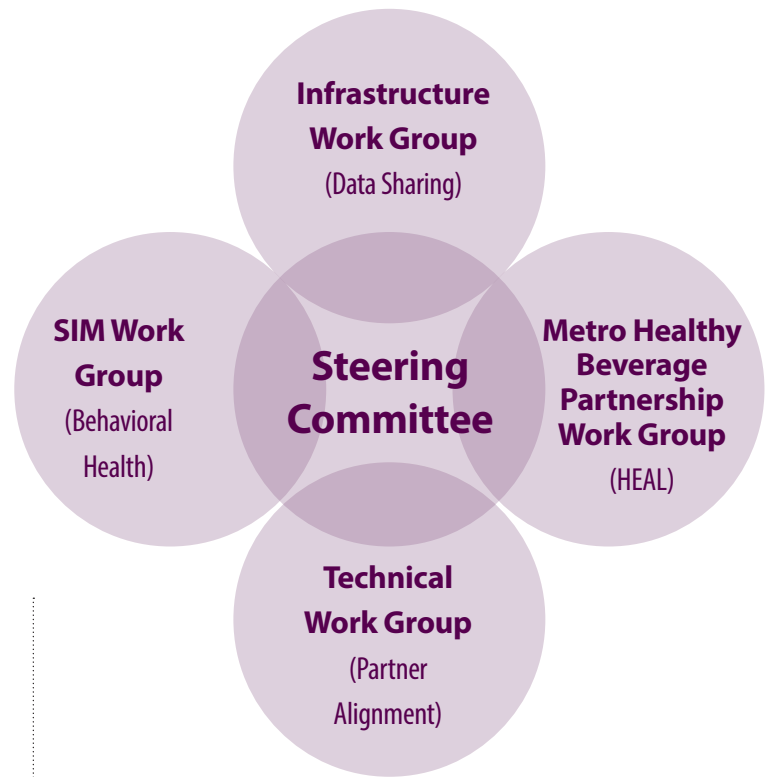 Infrastructure
Work Group
(Data Sharing)
SIM Work
Group
(Behavioral
Health)
Steering
Committee
Metro Healthy
Beverage
Partnership
Work Group
(HEAL)
Technical
Work Group
(Partner
Alignment)